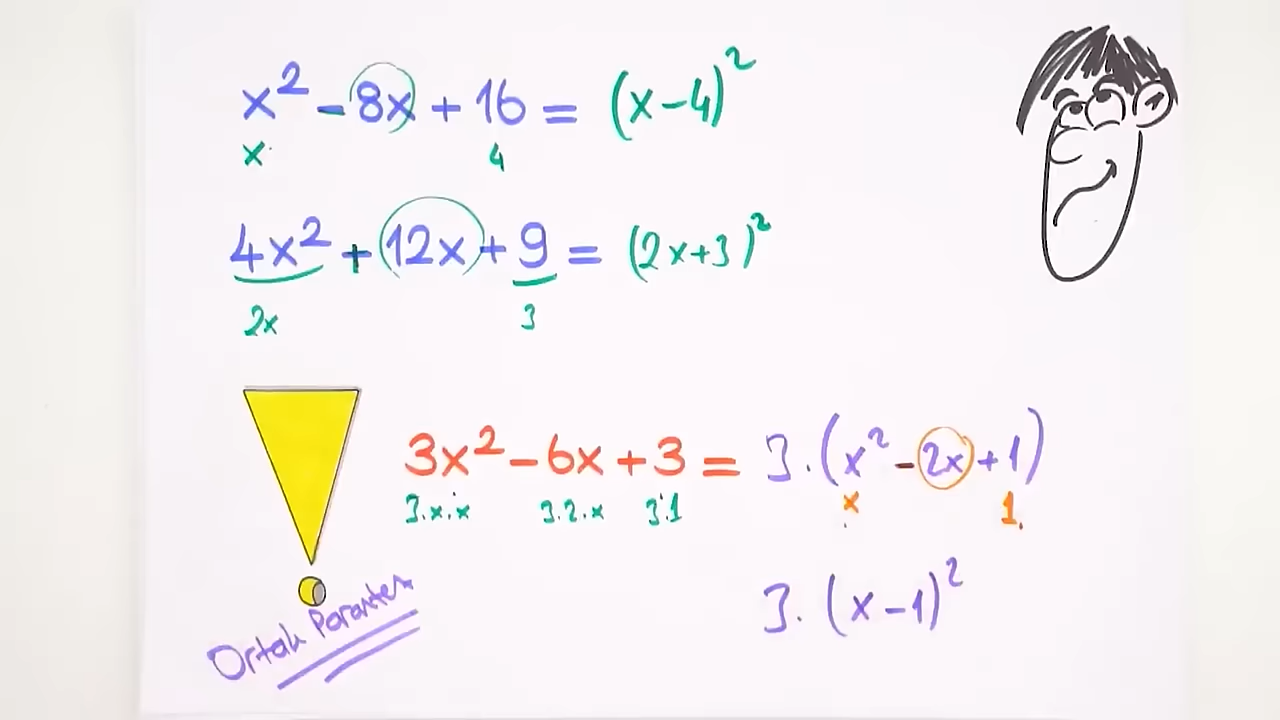 x² - 8x + 16 = (x-4)²
x 4
4x² + 12x + 9 = (2x+3)²
2x 3
3x² - 6x + 3 = 3.(x² - 2x + 1)
3.x.x 3.2.x 3.1 x 1
3.(x-1)²
Ortak Parantez